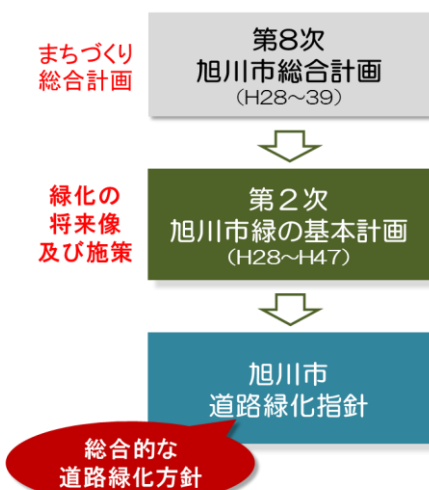 まちづくり
総合計画
第8次
旭川市総合計画
(H28～39)
緑化の
将来像
及び施策
第2次
旭川市緑の基本計画
(H28～H47)
旭川市
道路緑化指針
総合的な
道路緑化方針